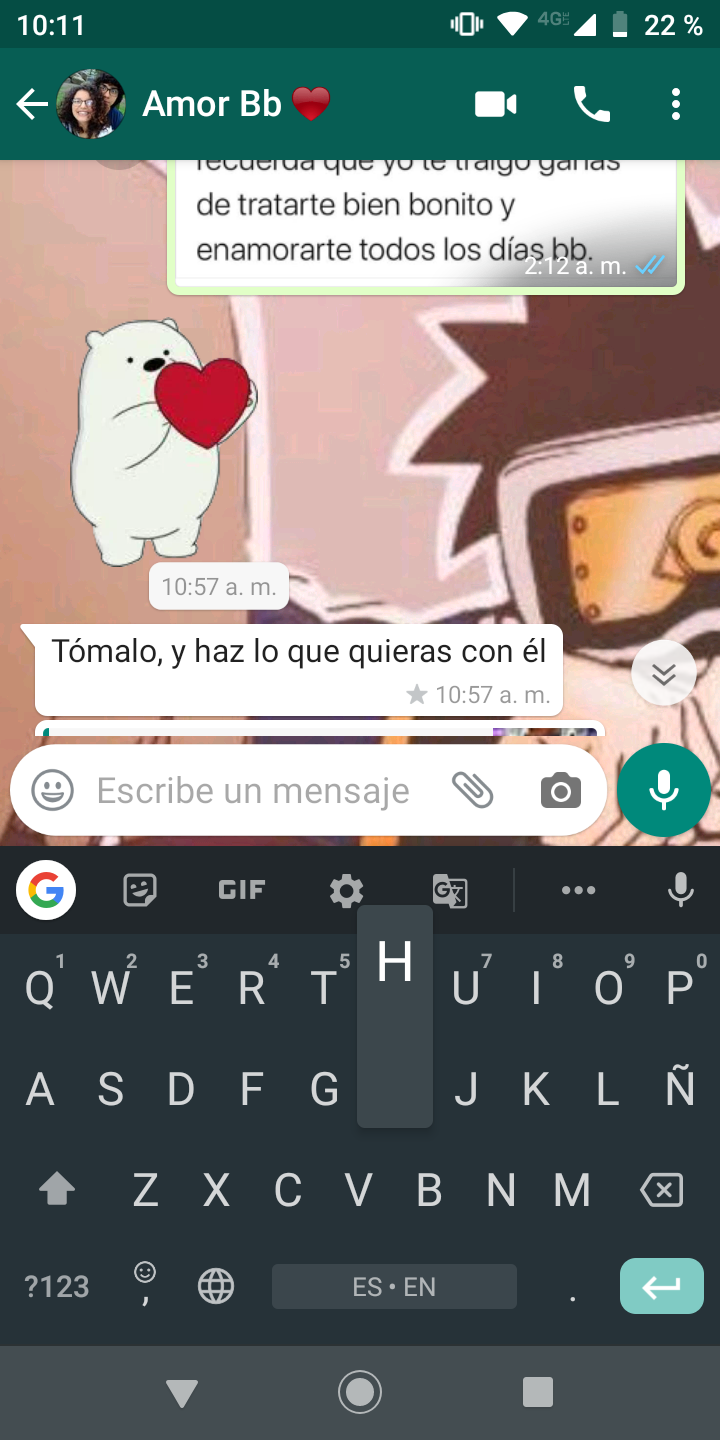 10:11
4G LTE
22 %
Amor Bb
recuerda que yo te traigo ganas
de tratarte bien bonito y
enamorarte todos los días bb.
2:12 a. m.
10:57 a. m.
Tómalo, y haz lo que quieras con él
10:57 a. m.
Escribe un mensaje
G GIF G
Q1 W2 E3 R4 T5 H U7 I8 O9 P0
A S D F G J K L Ñ
Z X C V B N M
?123 , ES • EN .